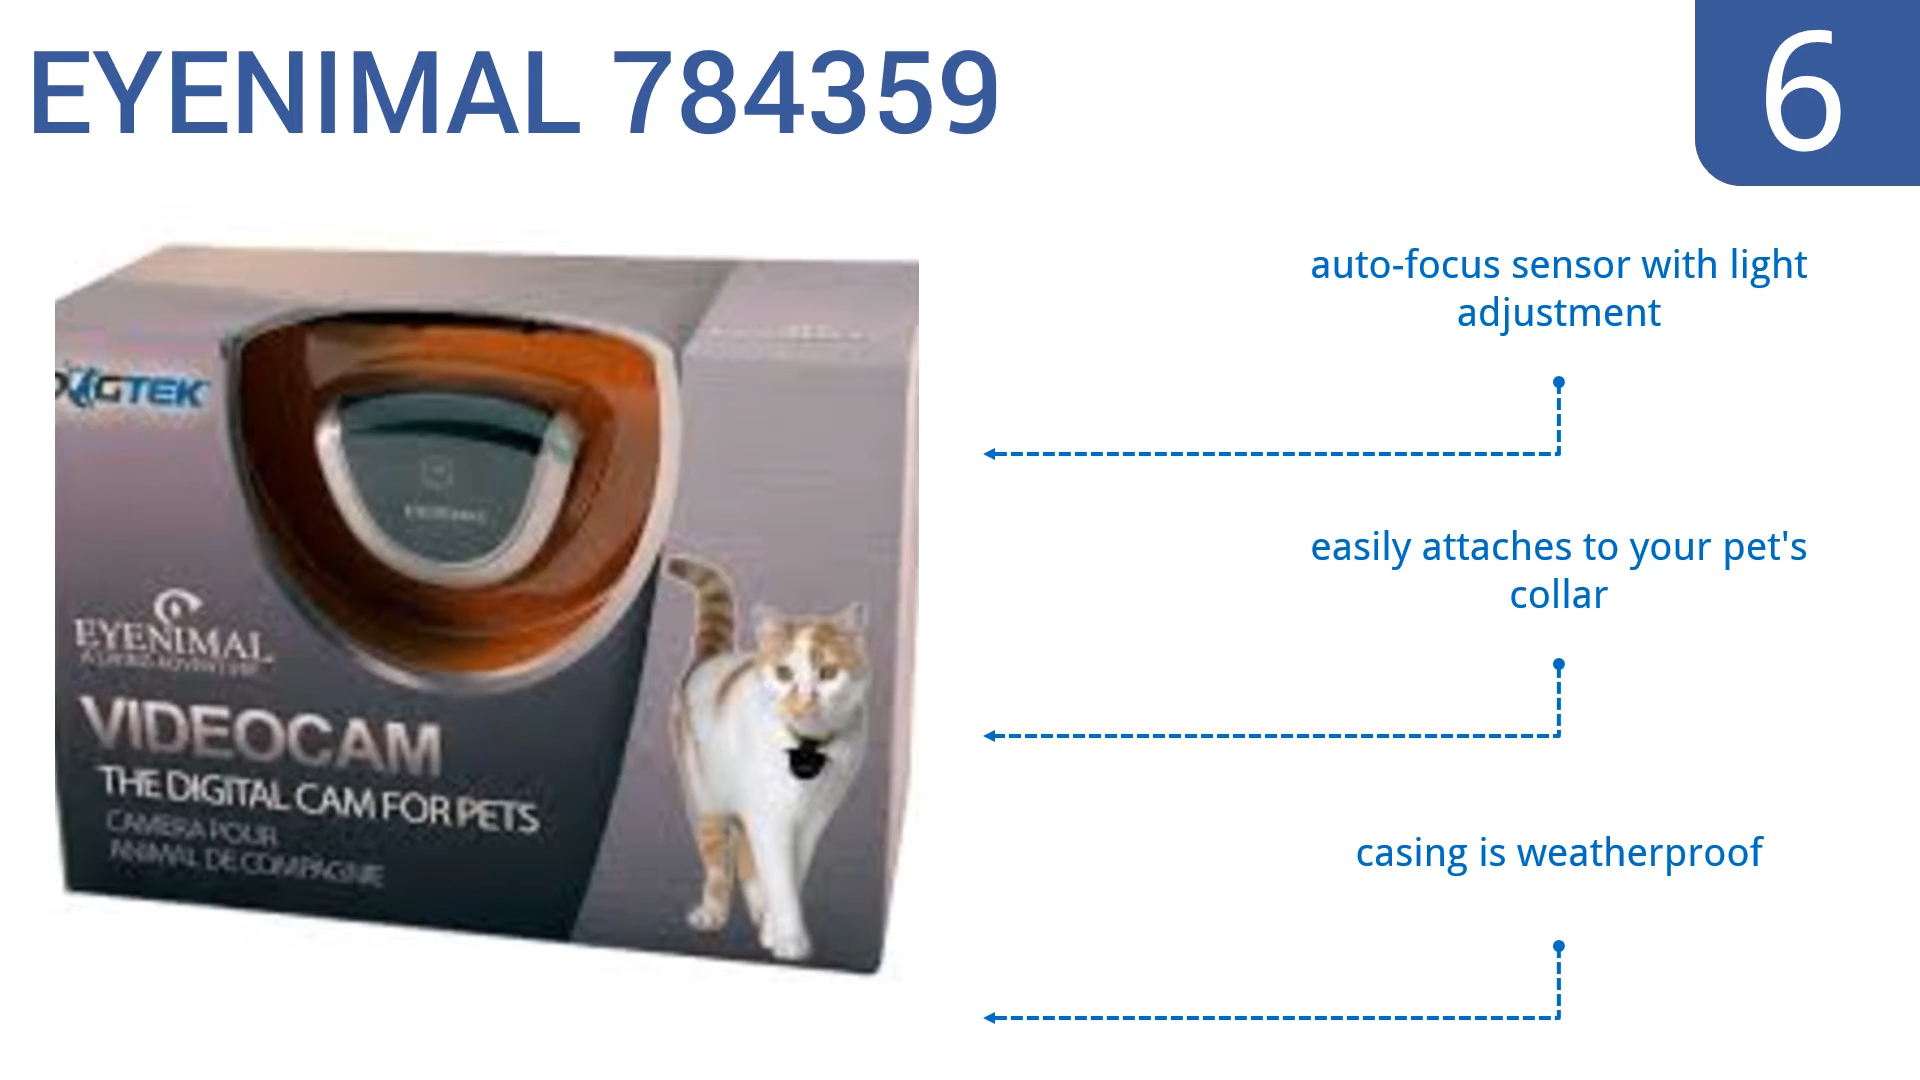 EYENIMAL 784359
6
auto-focus sensor with light
adjustment
easily attaches to your pet's
collar
casing is weatherproof
DOGTEK
EYENIMAL
VIDEOCAM
THE DIGITAL CAM FOR PETS
CAMERA POUR
ANIMAL DE COMPAGNIE